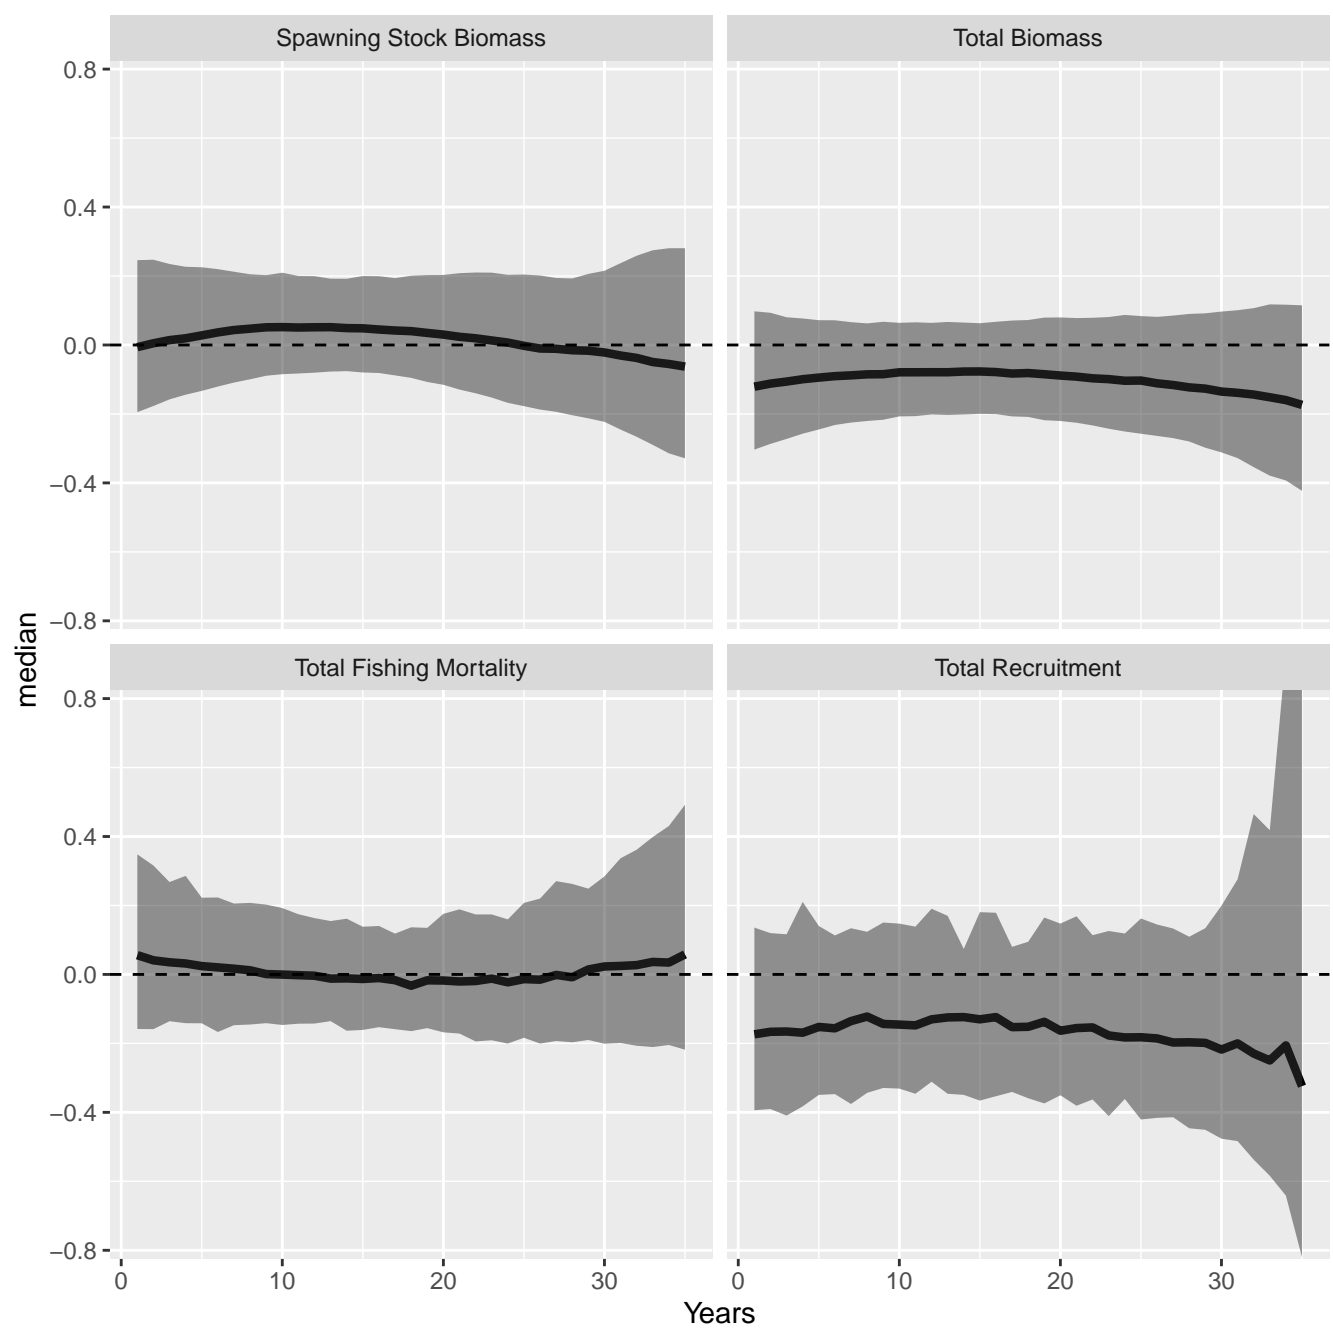 Spawning Stock Biomass
Total Biomass
0.8
0.4
0.0
−0.4
−0.8
median
Total Fishing Mortality
Total Recruitment
0.8
0.4
0.0
−0.4
−0.8
0 10 20 30
0 10 20 30
Years